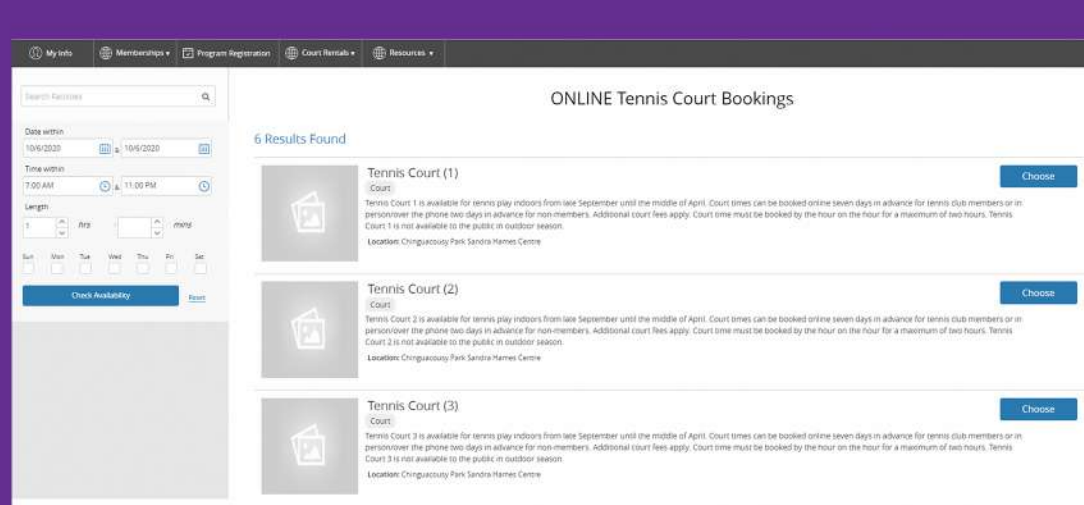 My Info Memberships Program Registration Court Rentals Resources
Search Facilities
ONLINE Tennis Court Bookings
Date within
10/6/2020 & 10/6/2020
6 Results Found
Time within
7:00 AM & 11:00 PM
Length
1 hrs mins
Sun Mon Tue Wed Thu Fri Sat
Check Availability Reset
Tennis Court (1)
Choose
Court
Tennis Court 1 is available for tennis play indoors from late September until the middle of April. Court times can be booked online seven days in advance for tennis club members or in
person/over the phone two days in advance for non-members. Additional court fees apply. Court time must be booked by the hour on the hour for a maximum of two hours. Tennis
Court 1 is not available to the public in outdoor season.
Location: Chinguacousy Park Sandra Hames Centre
Tennis Court (2)
Choose
Court
Tennis Court 2 is available for tennis play indoors from late September until the middle of April. Court times can be booked online seven days in advance for tennis club members or in
person/over the phone two days in advance for non-members. Additional court fees apply. Court time must be booked by the hour on the hour for a maximum of two hours. Tennis
Court 2 is not available to the public in outdoor season.
Location: Chinguacousy Park Sandra Hames Centre
Tennis Court (3)
Choose
Court
Tennis Court 3 is available for tennis play indoors from late September until the middle of April. Court times can be booked online seven days in advance for tennis club members or in
person/over the phone two days in advance for non-members. Additional court fees apply. Court time must be booked by the hour on the hour for a maximum of two hours. Tennis
Court 3 is not available to the public in outdoor season.
Location: Chinguacousy Park Sandra Hames Centre